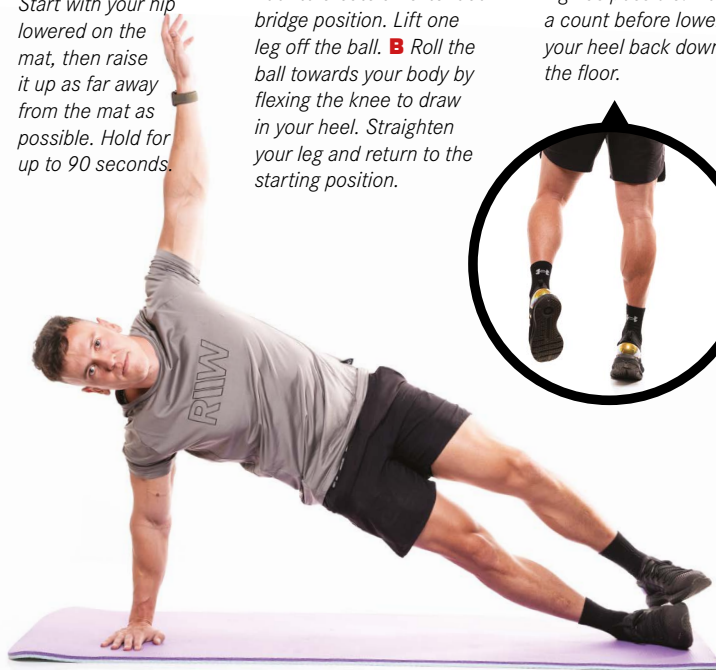 Start with your hip
lowered on the
mat, then raise
it up as far away
from the mat as
possible. Hold for
up to 90 seconds.
bridge position. Lift one
leg off the ball. B Roll the
ball towards your body by
flexing the knee to draw
in your heel. Straighten
your leg and return to the
starting position.
a count before
your heel back down
the floor.
RIIW